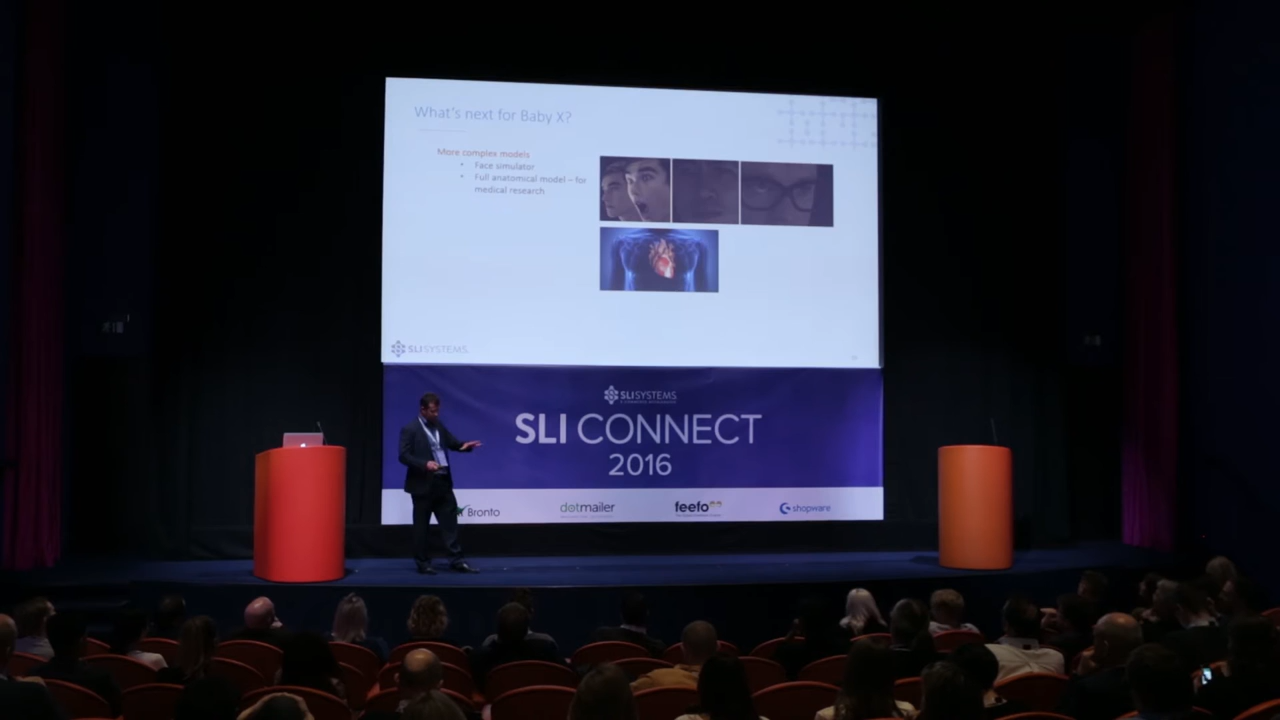 What's next for Baby X?
More complex models
• Face simulator
• Full anatomical model – for
medical research
SLI SYSTEMS
SLI SYSTEMS
SLI CONNECT
2016
Bronto
dotmailer
feefo
shopware